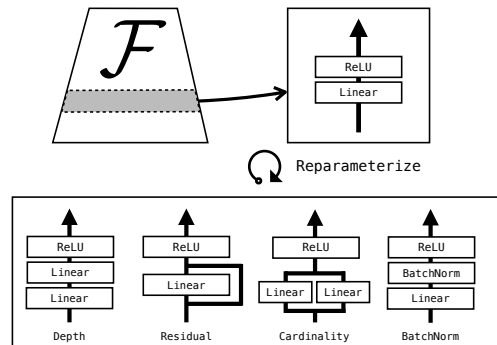 ℱ
ReLU
Linear
Reparameterize
ReLU ReLU ReLU ReLU
Linear BatchNorm
Linear Linear Linear
Linear Linear
Depth Residual Cardinality BatchNorm